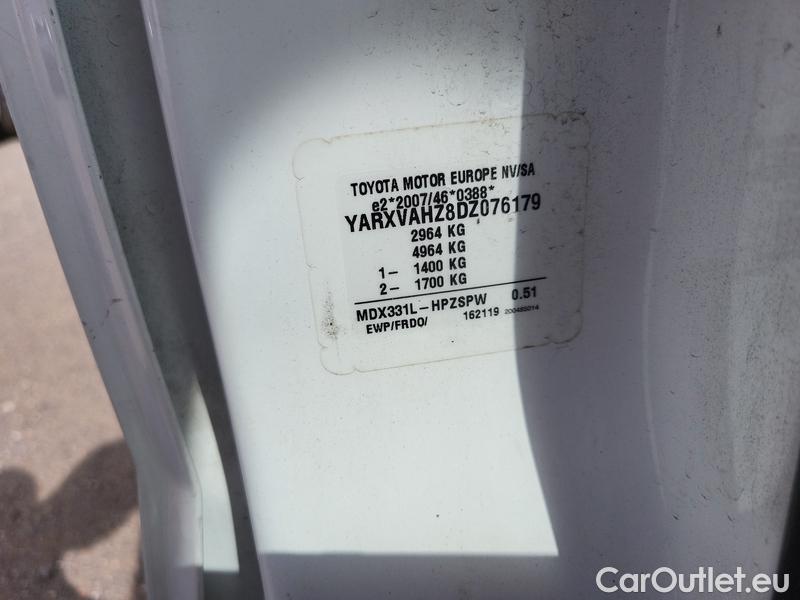 TOYOTA MOTOR EUROPE NV/SA
e2*2007/46*0388*
YARXVAHZ8DZ076179
2964 KG
4964 KG
1– 1400 KG
2– 1700 KG
MDX331L–HPZSPW 0.51
EWP/FRDO/ 162119 200485014
CarOutlet.eu